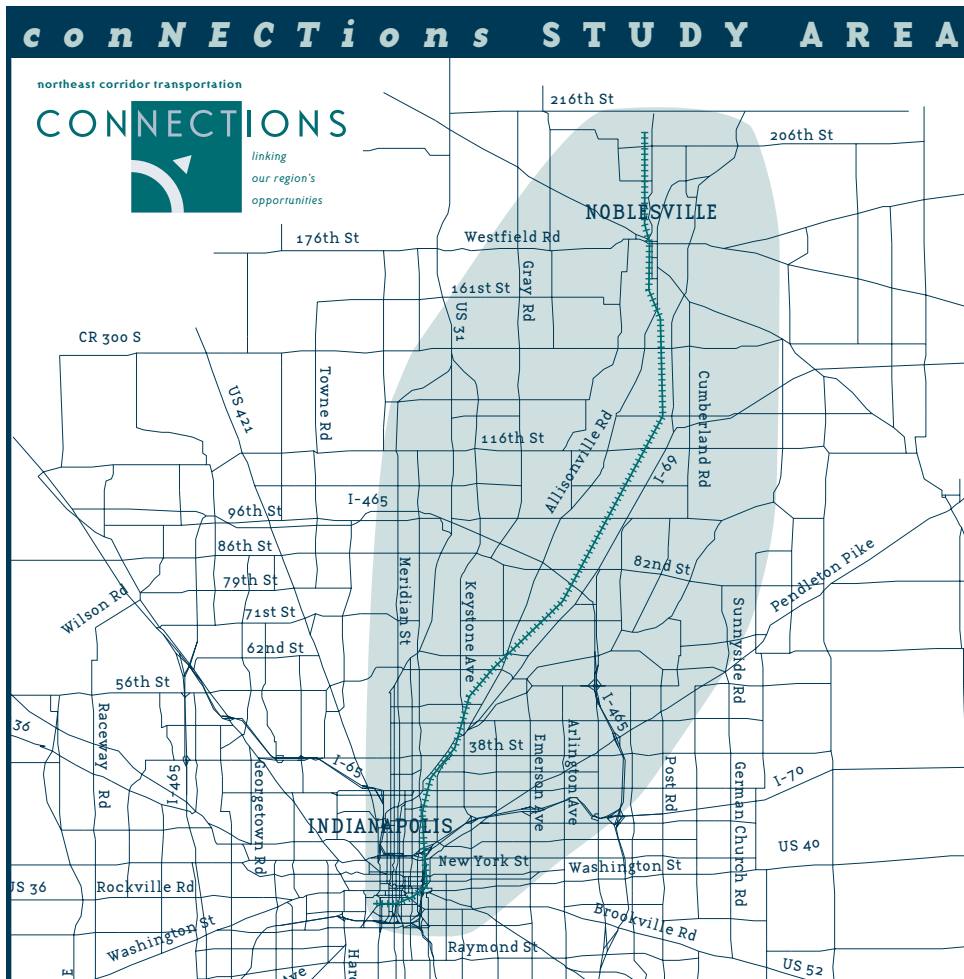 conNECTions STUDY AREA
northeast corridor transportation
CONNECTIONS
linking
our region's
opportunities
216th St
206th St
NOBLESVILLE
176th St
Westfield Rd
Gray Rd
161st St
US 31
CR 300 S
Towne Rd
US 421
Cumberland Rd
Allisonville Rd
116th St
I-69
I-465
96th St
86th St
82nd St
Pendleton Pike
Meridian St
79th St
Keystone Ave
Wilson Rd
71st St
Sunnyside Rd
62nd St
56th St
I-465
36
Raceway Rd
38th St
Emerson Ave
Arlington Ave
I-65
I-465
Georgetown Rd
Post Rd
German Church Rd
I-70
INDIANAPOLIS
US 40
New York St
Washington St
US 36
Rockville Rd
Washington St
Brookville Rd
Raymond St
US 52
Ave